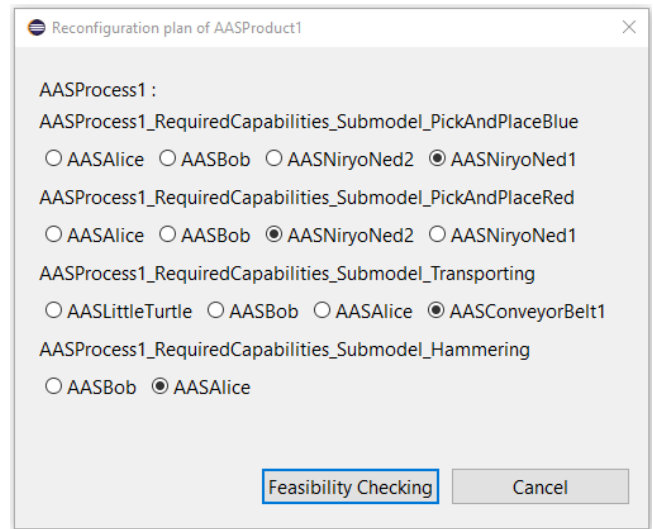 Reconfiguration plan of AASProduct1
AASProcess1 :
AASProcess1_RequiredCapabilities_Submodel_PickAndPlaceBlue
AASAlice AASBob AASNiryoNed2 AASNiryoNed1
AASProcess1_RequiredCapabilities_Submodel_PickAndPlaceRed
AASAlice AASBob AASNiryoNed2 AASNiryoNed1
AASProcess1_RequiredCapabilities_Submodel_Transporting
AASLittleTurtle AASBob AASAlice AASConveyorBelt1
AASProcess1_RequiredCapabilities_Submodel_Hammering
AASBob AASAlice
Feasibility Checking Cancel